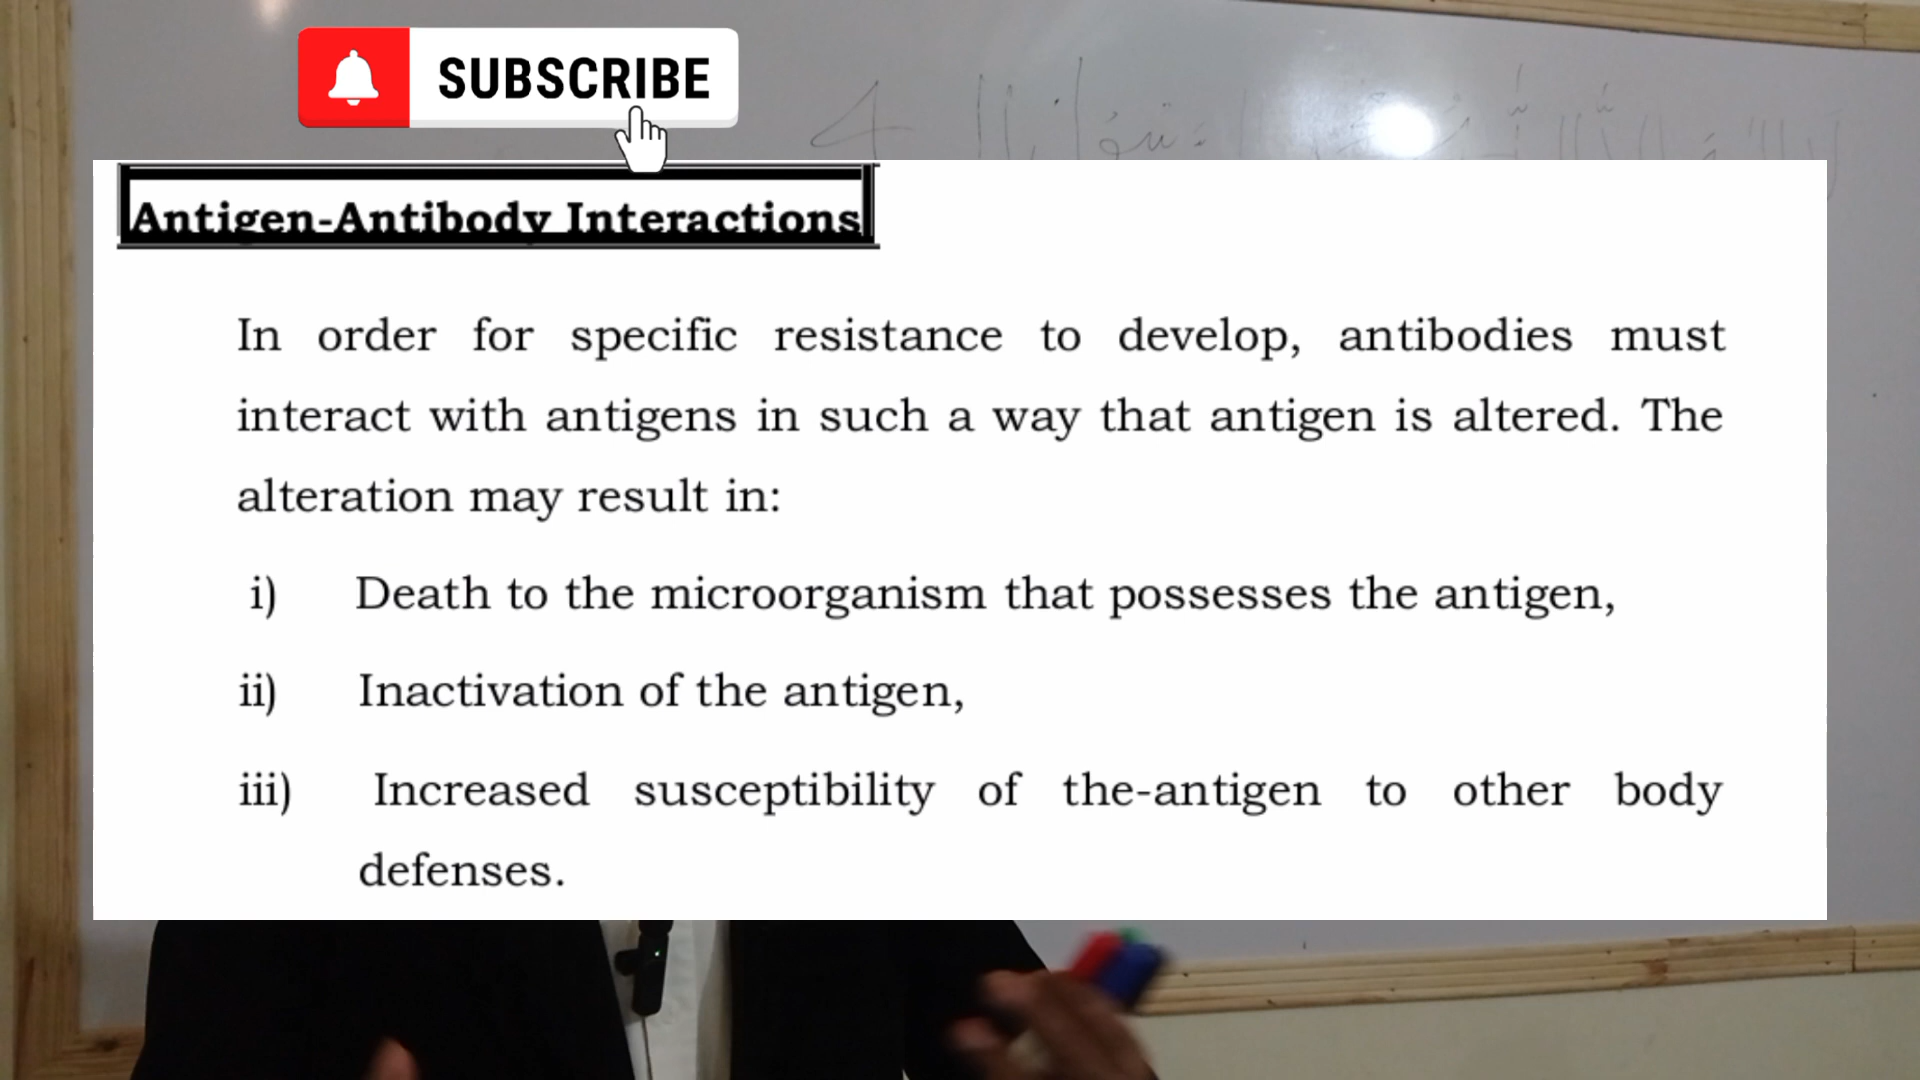 SUBSCRIBE
Antigen-Antibody Interactions
In order for specific resistance to develop, antibodies must
interact with antigens in such a way that antigen is altered. The
alteration may result in:
i) Death to the microorganism that possesses the antigen,
ii) Inactivation of the antigen,
iii) Increased susceptibility of the-antigen to other body
defenses.